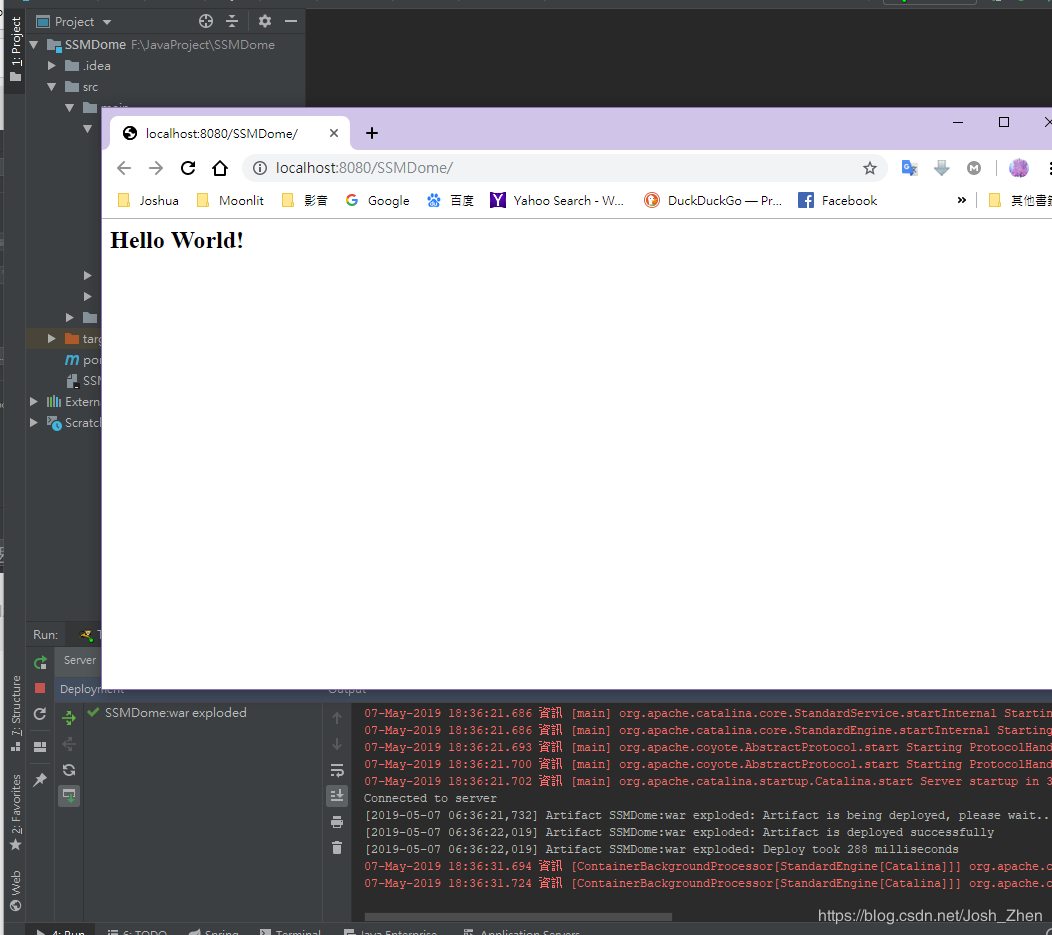 1: Project
Project
SSMDome F:\JavaProject\SSMDome
.idea
src
main
localhost:8080/SSMDome/
localhost:8080/SSMDome/
Joshua Moonlit 影音 Google 百度 Yahoo Search - W... DuckDuckGo — Pr... Facebook » 其他書
Hello World!
Run:
Server
Deployment Output
SSMDome:war exploded
7: Structure
2: Favorites
Web
07-May-2019 18:36:21.686 資訊 [main] org.apache.catalina.core.StandardService.startInternal Startin
07-May-2019 18:36:21.686 資訊 [main] org.apache.catalina.core.StandardEngine.startInternal Starting
07-May-2019 18:36:21.693 資訊 [main] org.apache.coyote.AbstractProtocol.start Starting ProtocolHand
07-May-2019 18:36:21.700 資訊 [main] org.apache.coyote.AbstractProtocol.start Starting ProtocolHand
07-May-2019 18:36:21.702 資訊 [main] org.apache.catalina.startup.Catalina.start Server startup in 3
Connected to server
[2019-05-07 06:36:21,732] Artifact SSMDome:war exploded: Artifact is being deployed, please wait..
[2019-05-07 06:36:22,019] Artifact SSMDome:war exploded: Artifact is deployed successfully
[2019-05-07 06:36:22,019] Artifact SSMDome:war exploded: Deploy took 288 milliseconds
07-May-2019 18:36:31.694 資訊 [ContainerBackgroundProcessor[StandardEngine[Catalina]]] org.apache.c
07-May-2019 18:36:31.724 資訊 [ContainerBackgroundProcessor[StandardEngine[Catalina]]] org.apache.c
https://blog.csdn.net/Josh_Zhen
4: Run 6: TODO Spring Terminal Java Enterprise Application Servers